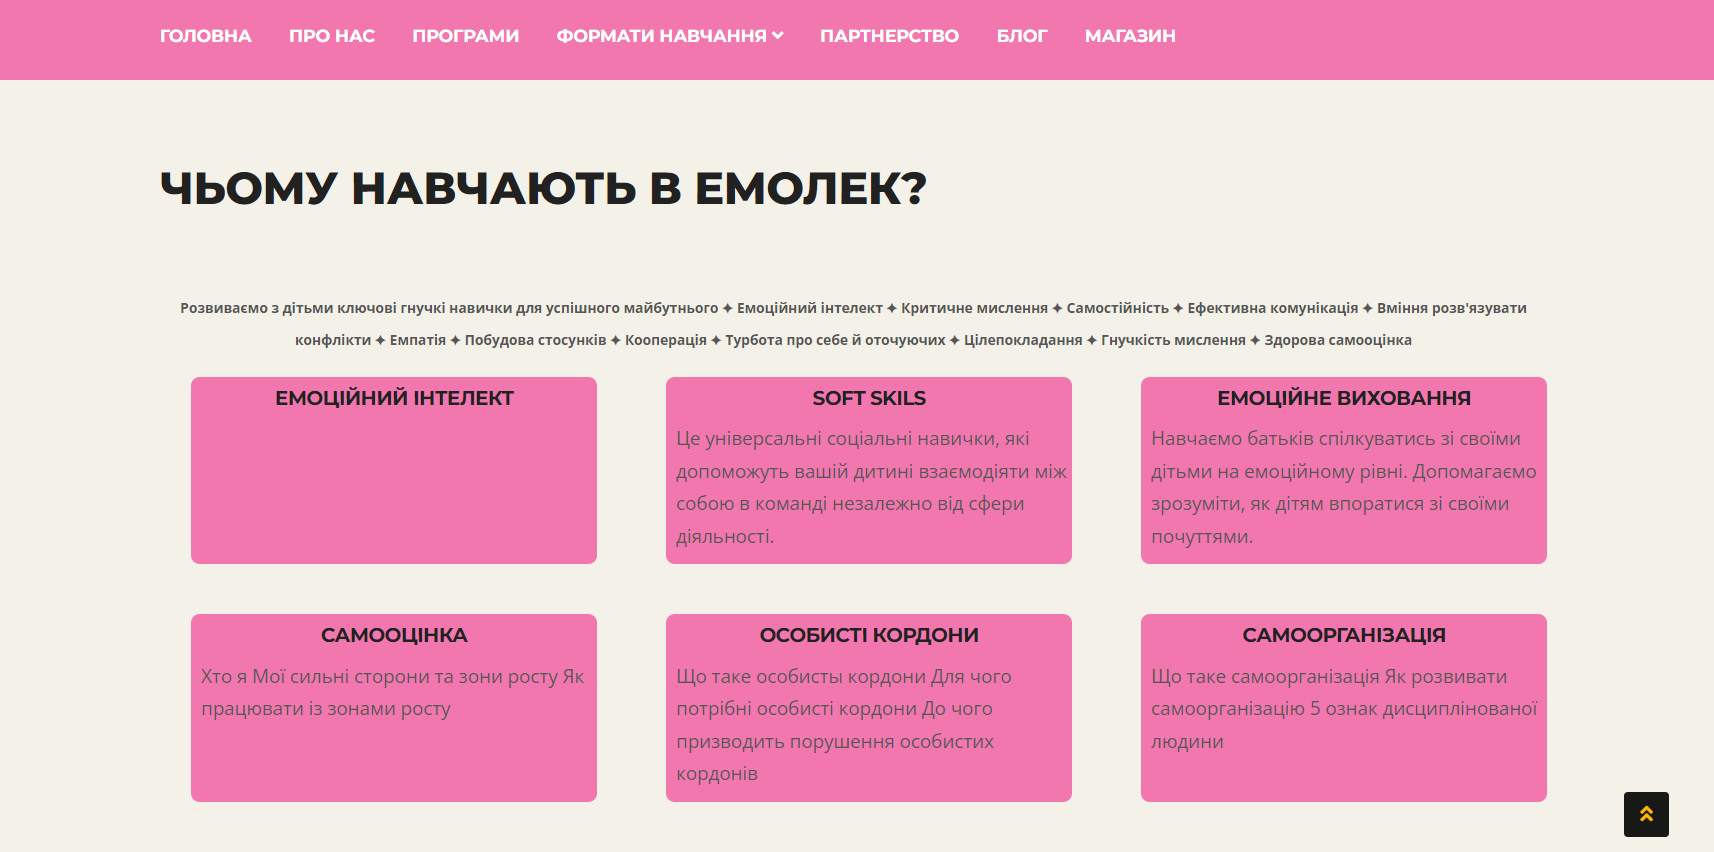 ГОЛОВНА ПРО НАС ПРОГРАМИ ФОРМАТИ НАВЧАННЯ ПАРТНЕРСТВО БЛОГ МАГАЗИН
ЧЬОМУ НАВЧАЮТЬ В ЕМОЛЕК?
Розвиваємо з дітьми ключові гнучкі навички для успішного майбутнього ✦ Емоційний інтелект ✦ Критичне мислення ✦ Самостійність ✦ Ефективна комунікація ✦ Вміння розв'язувати
конфлікти ✦ Емпатія ✦ Побудова стосунків ✦ Кооперація ✦ Турбота про себе й оточуючих ✦ Цілепокладання ✦ Гнучкість мислення ✦ Здорова самооцінка
ЕМОЦІЙНИЙ ІНТЕЛЕКТ
SOFT SKILS
Це універсальні соціальні навички, які
допоможуть вашій дитині взаємодіяти між
собою в команді незалежно від сфери
діяльності.
ЕМОЦІЙНЕ ВИХОВАННЯ
Навчаємо батьків спілкуватись зі своїми
дітьми на емоційному рівні. Допомагаємо
зрозуміти, як дітям впоратися зі своїми
почуттями.
САМООЦІНКА
Хто я Мої сильні сторони та зони росту Як
працювати із зонами росту
ОСОБИСТІ КОРДОНИ
Що таке особисты кордони Для чого
потрібні особисті кордони До чого
призводить порушення особистих
кордонів
САМООРГАНІЗАЦІЯ
Що таке самоорганізація Як розвивати
самоорганізацію 5 ознак дисциплінованої
людини